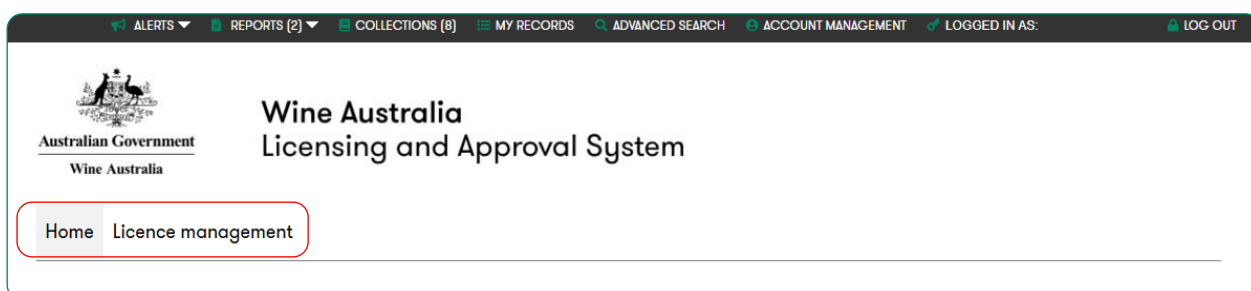 ALERTS REPORTS (2) COLLECTIONS (8) MY RECORDS ADVANCED SEARCH ACCOUNT MANAGEMENT LOGGED IN AS: LOG OUT
Wine Australia
Licensing and Approval System
Australian Government
Wine Australia
Home Licence management